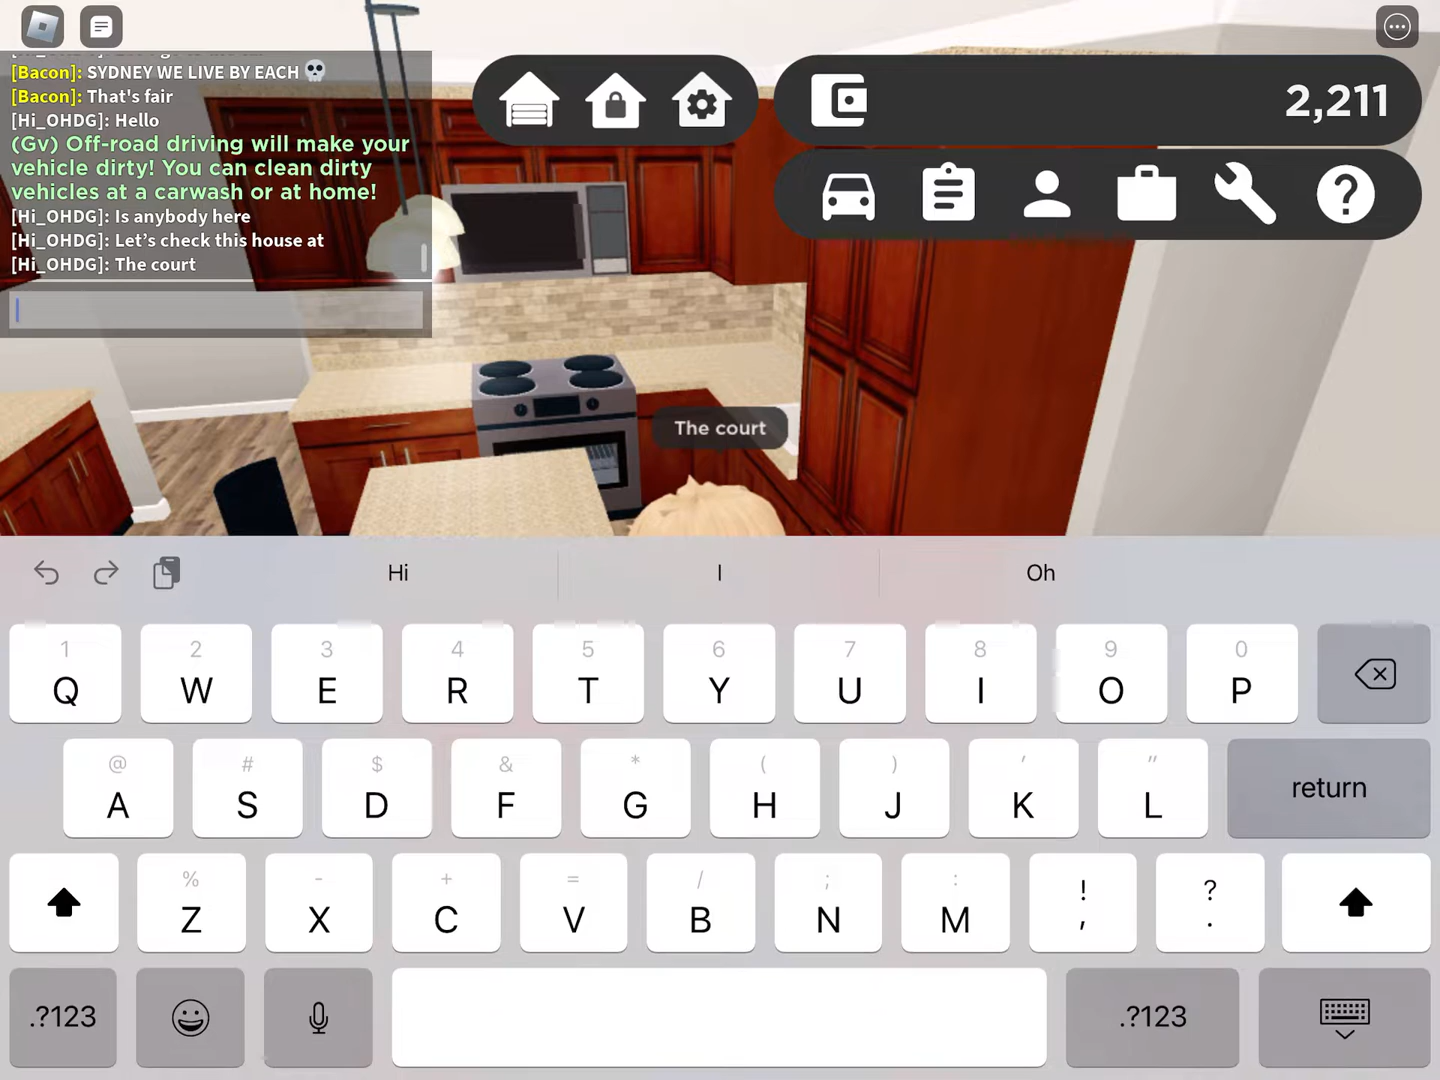 [Bacon]: SYDNEY WE LIVE BY EACH 💀
[Bacon]: That's fair
[Hi_OHDG]: Hello
(Gv) Off-road driving will make your
vehicle dirty! You can clean dirty
vehicles at a carwash or at home!
[Hi_OHDG]: Is anybody here
[Hi_OHDG]: Let’s check this house at
[Hi_OHDG]: The court
2,211
The court
Hi I Oh
1 2 3 4 5 6 7 8 9 0
Q W E R T Y U I O P
@ # $ & * ( ) ' "
A S D F G H J K L return
% - + = / ; : ! ?
Z X C V B N M , .
.?123 .?123